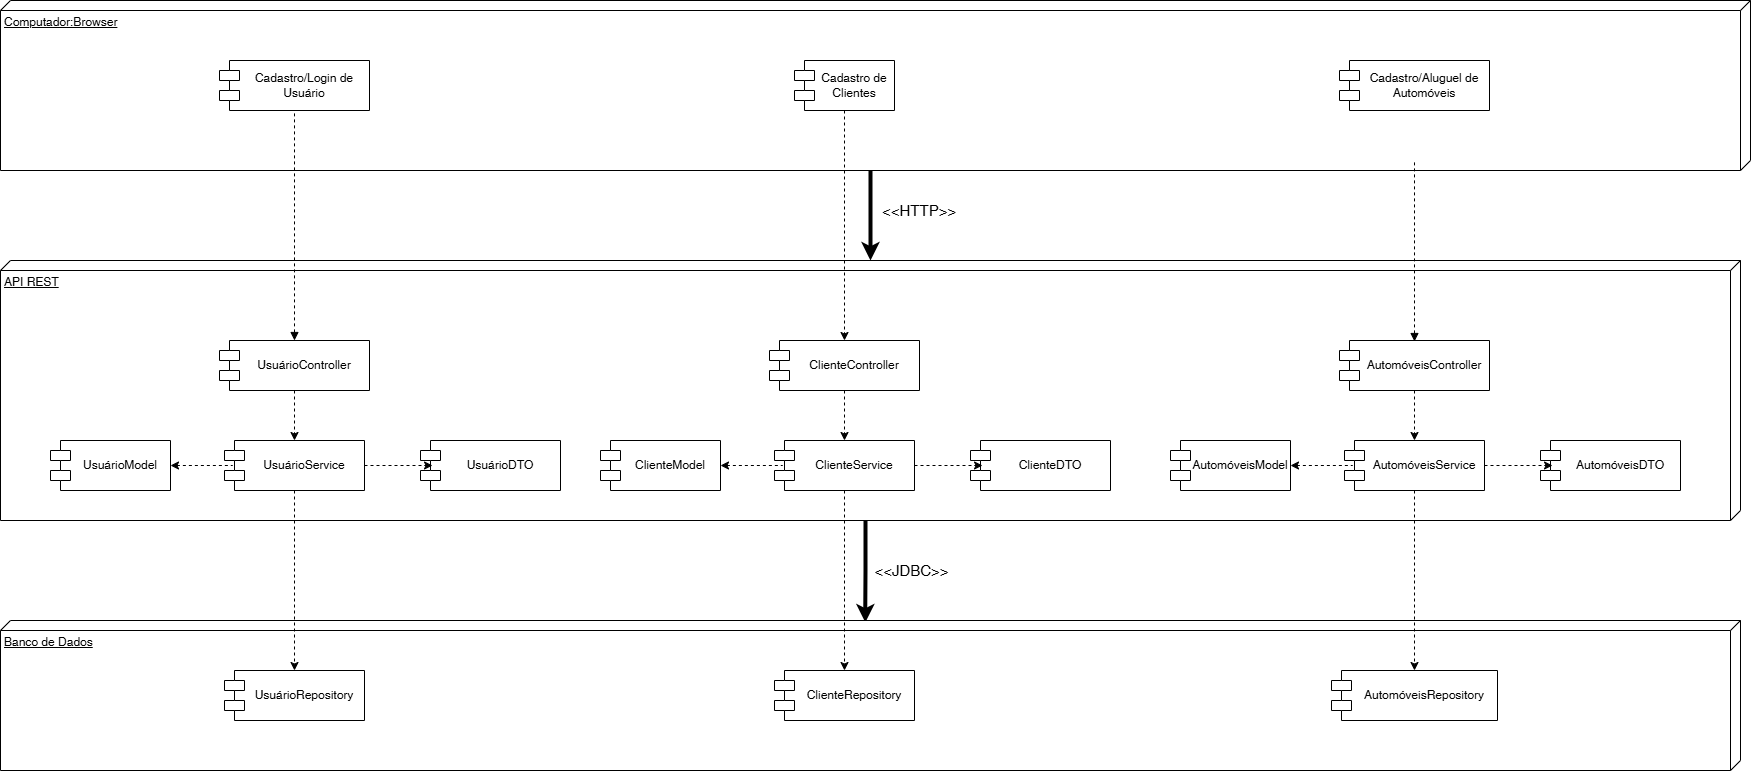 Computador:Browser
Cadastro/Login de
Usuário
Cadastro de
Clientes
Cadastro/Aluguel de
Automóveis
<<HTTP>>
API REST
UsuárioController
ClienteController
AutomóveisController
UsuárioModel
UsuárioService
UsuárioDTO
ClienteModel
ClienteService
ClienteDTO
AutomóveisModel
AutomóveisService
AutomóveisDTO
<<JDBC>>
Banco de Dados
UsuárioRepository
ClienteRepository
AutomóveisRepository